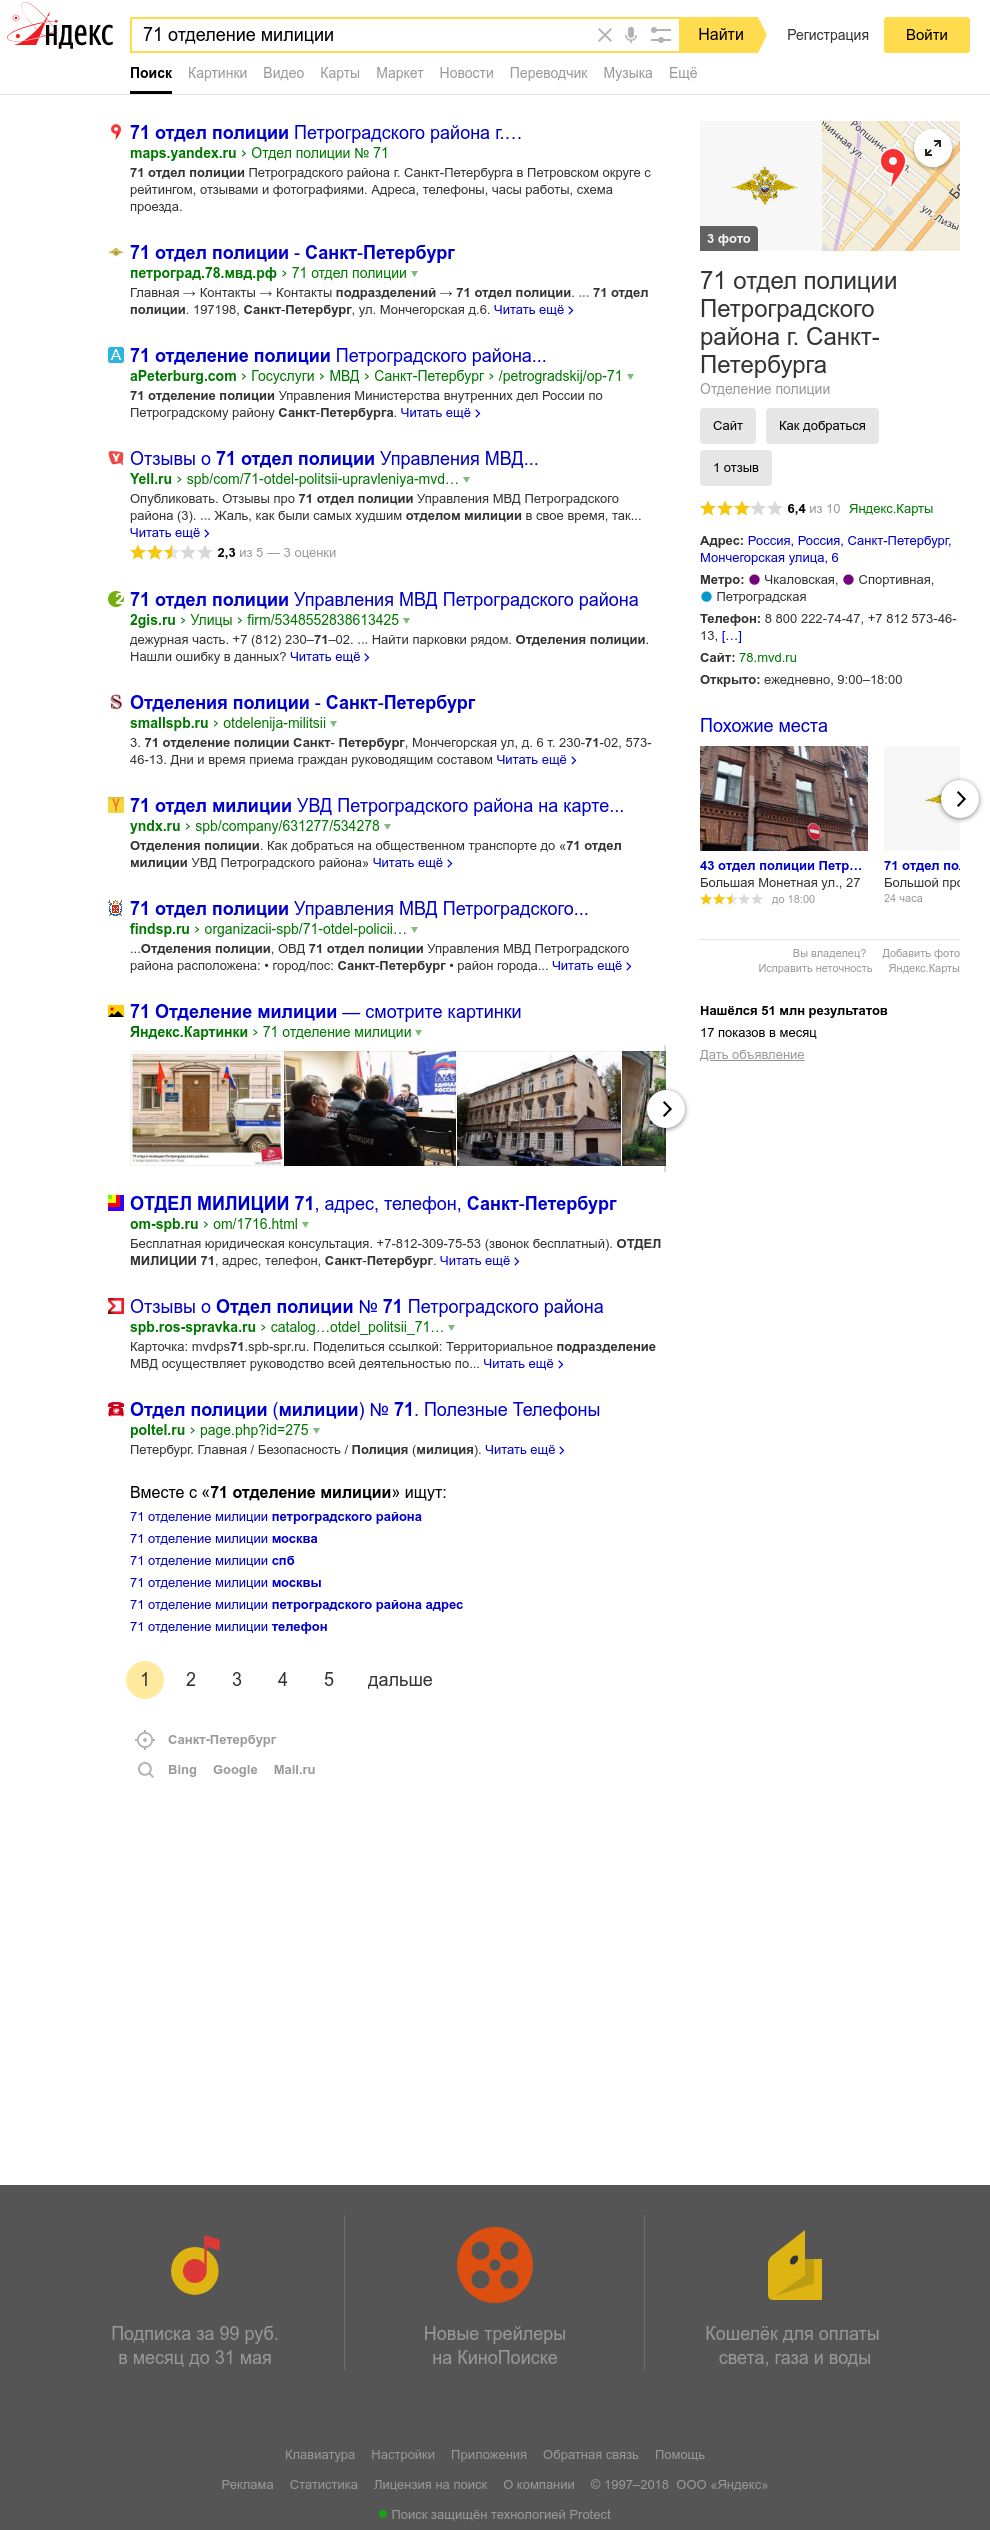 Яндекс
71 отделение милиции
Найти
Регистрация
Войти
Поиск Картинки Видео Карты Маркет Новости Переводчик Музыка Ещё
71 отдел полиции Петроградского района г.…
maps.yandex.ru › Отдел полиции № 71
71 отдел полиции Петроградского района г. Санкт-Петербурга в Петровском округе с
рейтингом, отзывами и фотографиями. Адреса, телефоны, часы работы, схема
проезда.
71 отдел полиции - Санкт-Петербург
петроград.78.мвд.рф › 71 отдел полиции
Главная → Контакты → Контакты подразделений → 71 отдел полиции. ... 71 отдел
полиции. 197198, Санкт-Петербург, ул. Мончегорская д.6. Читать ещё ›
71 отделение полиции Петроградского района...
aPeterburg.com › Госуслуги › МВД › Санкт-Петербург › /petrogradskij/op-71
71 отделение полиции Управления Министерства внутренних дел России по
Петроградскому району Санкт-Петербурга. Читать ещё ›
Отзывы о 71 отдел полиции Управления МВД...
Yell.ru › spb/com/71-otdel-politsii-upravleniya-mvd…
Опубликовать. Отзывы про 71 отдел полиции Управления МВД Петроградского
района (3). ... Жаль, как были самых худшим отделом милиции в свое время, так...
Читать ещё ›
2,3 из 5 — 3 оценки
71 отдел полиции Управления МВД Петроградского района
2gis.ru › Улицы › firm/5348552838613425
дежурная часть. +7 (812) 230–71–02. ... Найти парковки рядом. Отделения полиции.
Нашли ошибку в данных? Читать ещё ›
Отделения полиции - Санкт-Петербург
smallspb.ru › otdelenija-militsii
3. 71 отделение полиции Санкт- Петербург, Мончегорская ул, д. 6 т. 230-71-02, 573-
46-13. Дни и время приема граждан руководящим составом Читать ещё ›
71 отдел милиции УВД Петроградского района на карте...
yndx.ru › spb/company/631277/534278
Отделения полиции. Как добраться на общественном транспорте до «71 отдел
милиции УВД Петроградского района» Читать ещё ›
71 отдел полиции Управления МВД Петроградского...
findsp.ru › organizacii-spb/71-otdel-policii…
...Отделения полиции, ОВД 71 отдел полиции Управления МВД Петроградского
района расположена: • город/пос: Санкт-Петербург • район города... Читать ещё ›
71 Отделение милиции — смотрите картинки
Яндекс.Картинки › 71 отделение милиции
ОТДЕЛ МИЛИЦИИ 71, адрес, телефон, Санкт-Петербург
om-spb.ru › om/1716.html
Бесплатная юридическая консультация. +7-812-309-75-53 (звонок бесплатный). ОТДЕЛ
МИЛИЦИИ 71, адрес, телефон, Санкт-Петербург. Читать ещё ›
Отзывы о Отдел полиции № 71 Петроградского района
spb.ros-spravka.ru › catalog…otdel_politsii_71…
Карточка: mvdps71.spb-spr.ru. Поделиться ссылкой: Территориальное подразделение
МВД осуществляет руководство всей деятельностью по... Читать ещё ›
Отдел полиции (милиции) № 71. Полезные Телефоны
poltel.ru › page.php?id=275
Петербург. Главная / Безопасность / Полиция (милиция). Читать ещё ›
Вместе с «71 отделение милиции» ищут:
71 отделение милиции петроградского района
71 отделение милиции москва
71 отделение милиции спб
71 отделение милиции москвы
71 отделение милиции петроградского района адрес
71 отделение милиции телефон
1 2 3 4 5 дальше
Санкт-Петербург
Bing Google Mail.ru
3 фото
71 отдел полиции
Петроградского
района г. Санкт-
Петербурга
Отделение полиции
Сайт
Как добраться
1 отзыв
6,4 из 10 Яндекс.Карты
Адрес: Россия, Россия, Санкт-Петербург,
Мончегорская улица, 6
Метро: Чкаловская, Спортивная,
Петроградская
Телефон: 8 800 222-74-47, +7 812 573-46-
13, [...]
Сайт: 78.mvd.ru
Открыто: ежедневно, 9:00–18:00
Похожие места
43 отдел полиции Петр…
Большая Монетная ул., 27
до 18:00
71 отдел по
Большой про
24 часа
Вы владелец? Добавить фото
Исправить неточность Яндекс.Карты
Нашёлся 51 млн результатов
17 показов в месяц
Дать объявление
Подписка за 99 руб.
в месяц до 31 мая
Новые трейлеры
на КиноПоиске
Кошелёк для оплаты
света, газа и воды
Клавиатура Настройки Приложения Обратная связь Помощь
Реклама Статистика Лицензия на поиск О компании © 1997–2018 ООО «Яндекс»
Поиск защищён технологией Protect